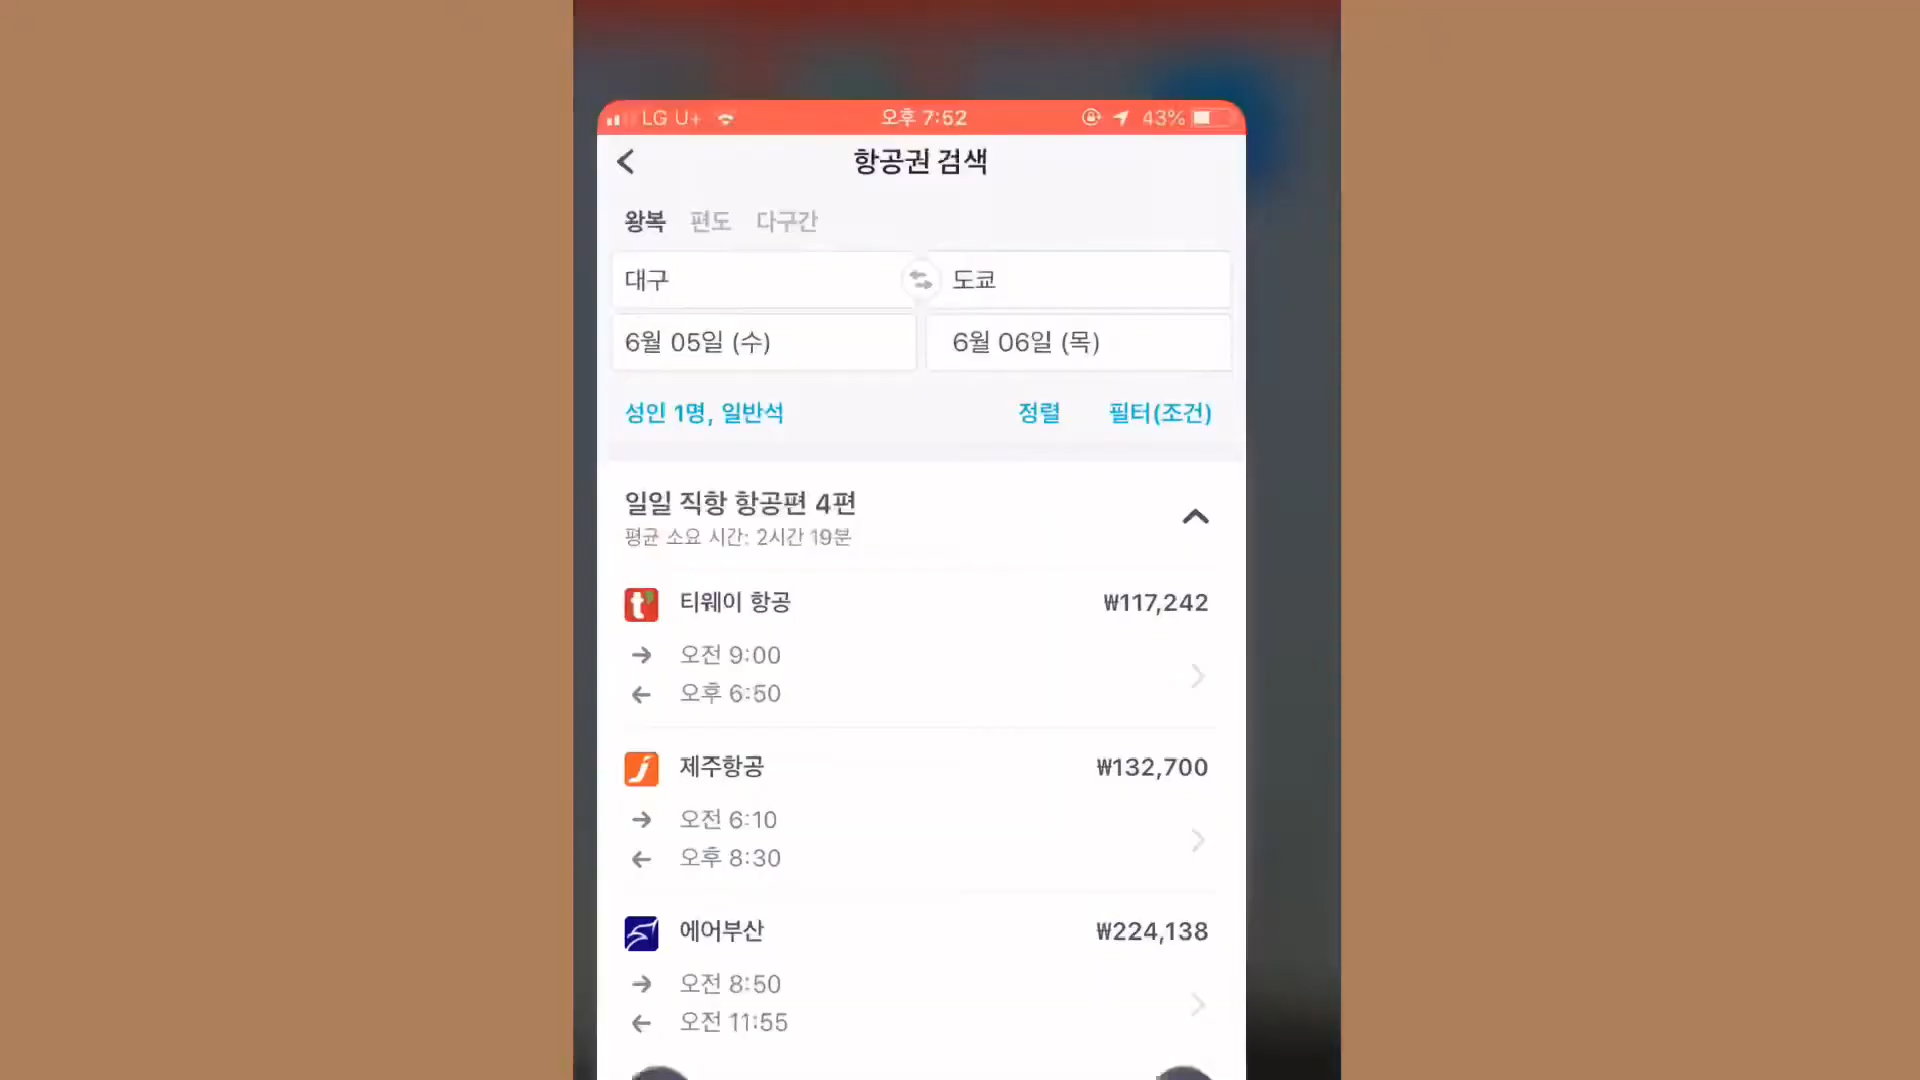 LG U+ 오후 7:52 43%
항공권 검색
왕복 편도 다구간
대구 도쿄
6월 05일 (수) 6월 06일 (목)
성인 1명, 일반석 정렬 필터(조건)
일일 직항 항공편 4편
평균 소요 시간: 2시간 19분
티웨이 항공 ₩117,242
→ 오전 9:00
← 오후 6:50
제주항공 ₩132,700
→ 오전 6:10
← 오후 8:30
에어부산 ₩224,138
→ 오전 8:50
← 오전 11:55